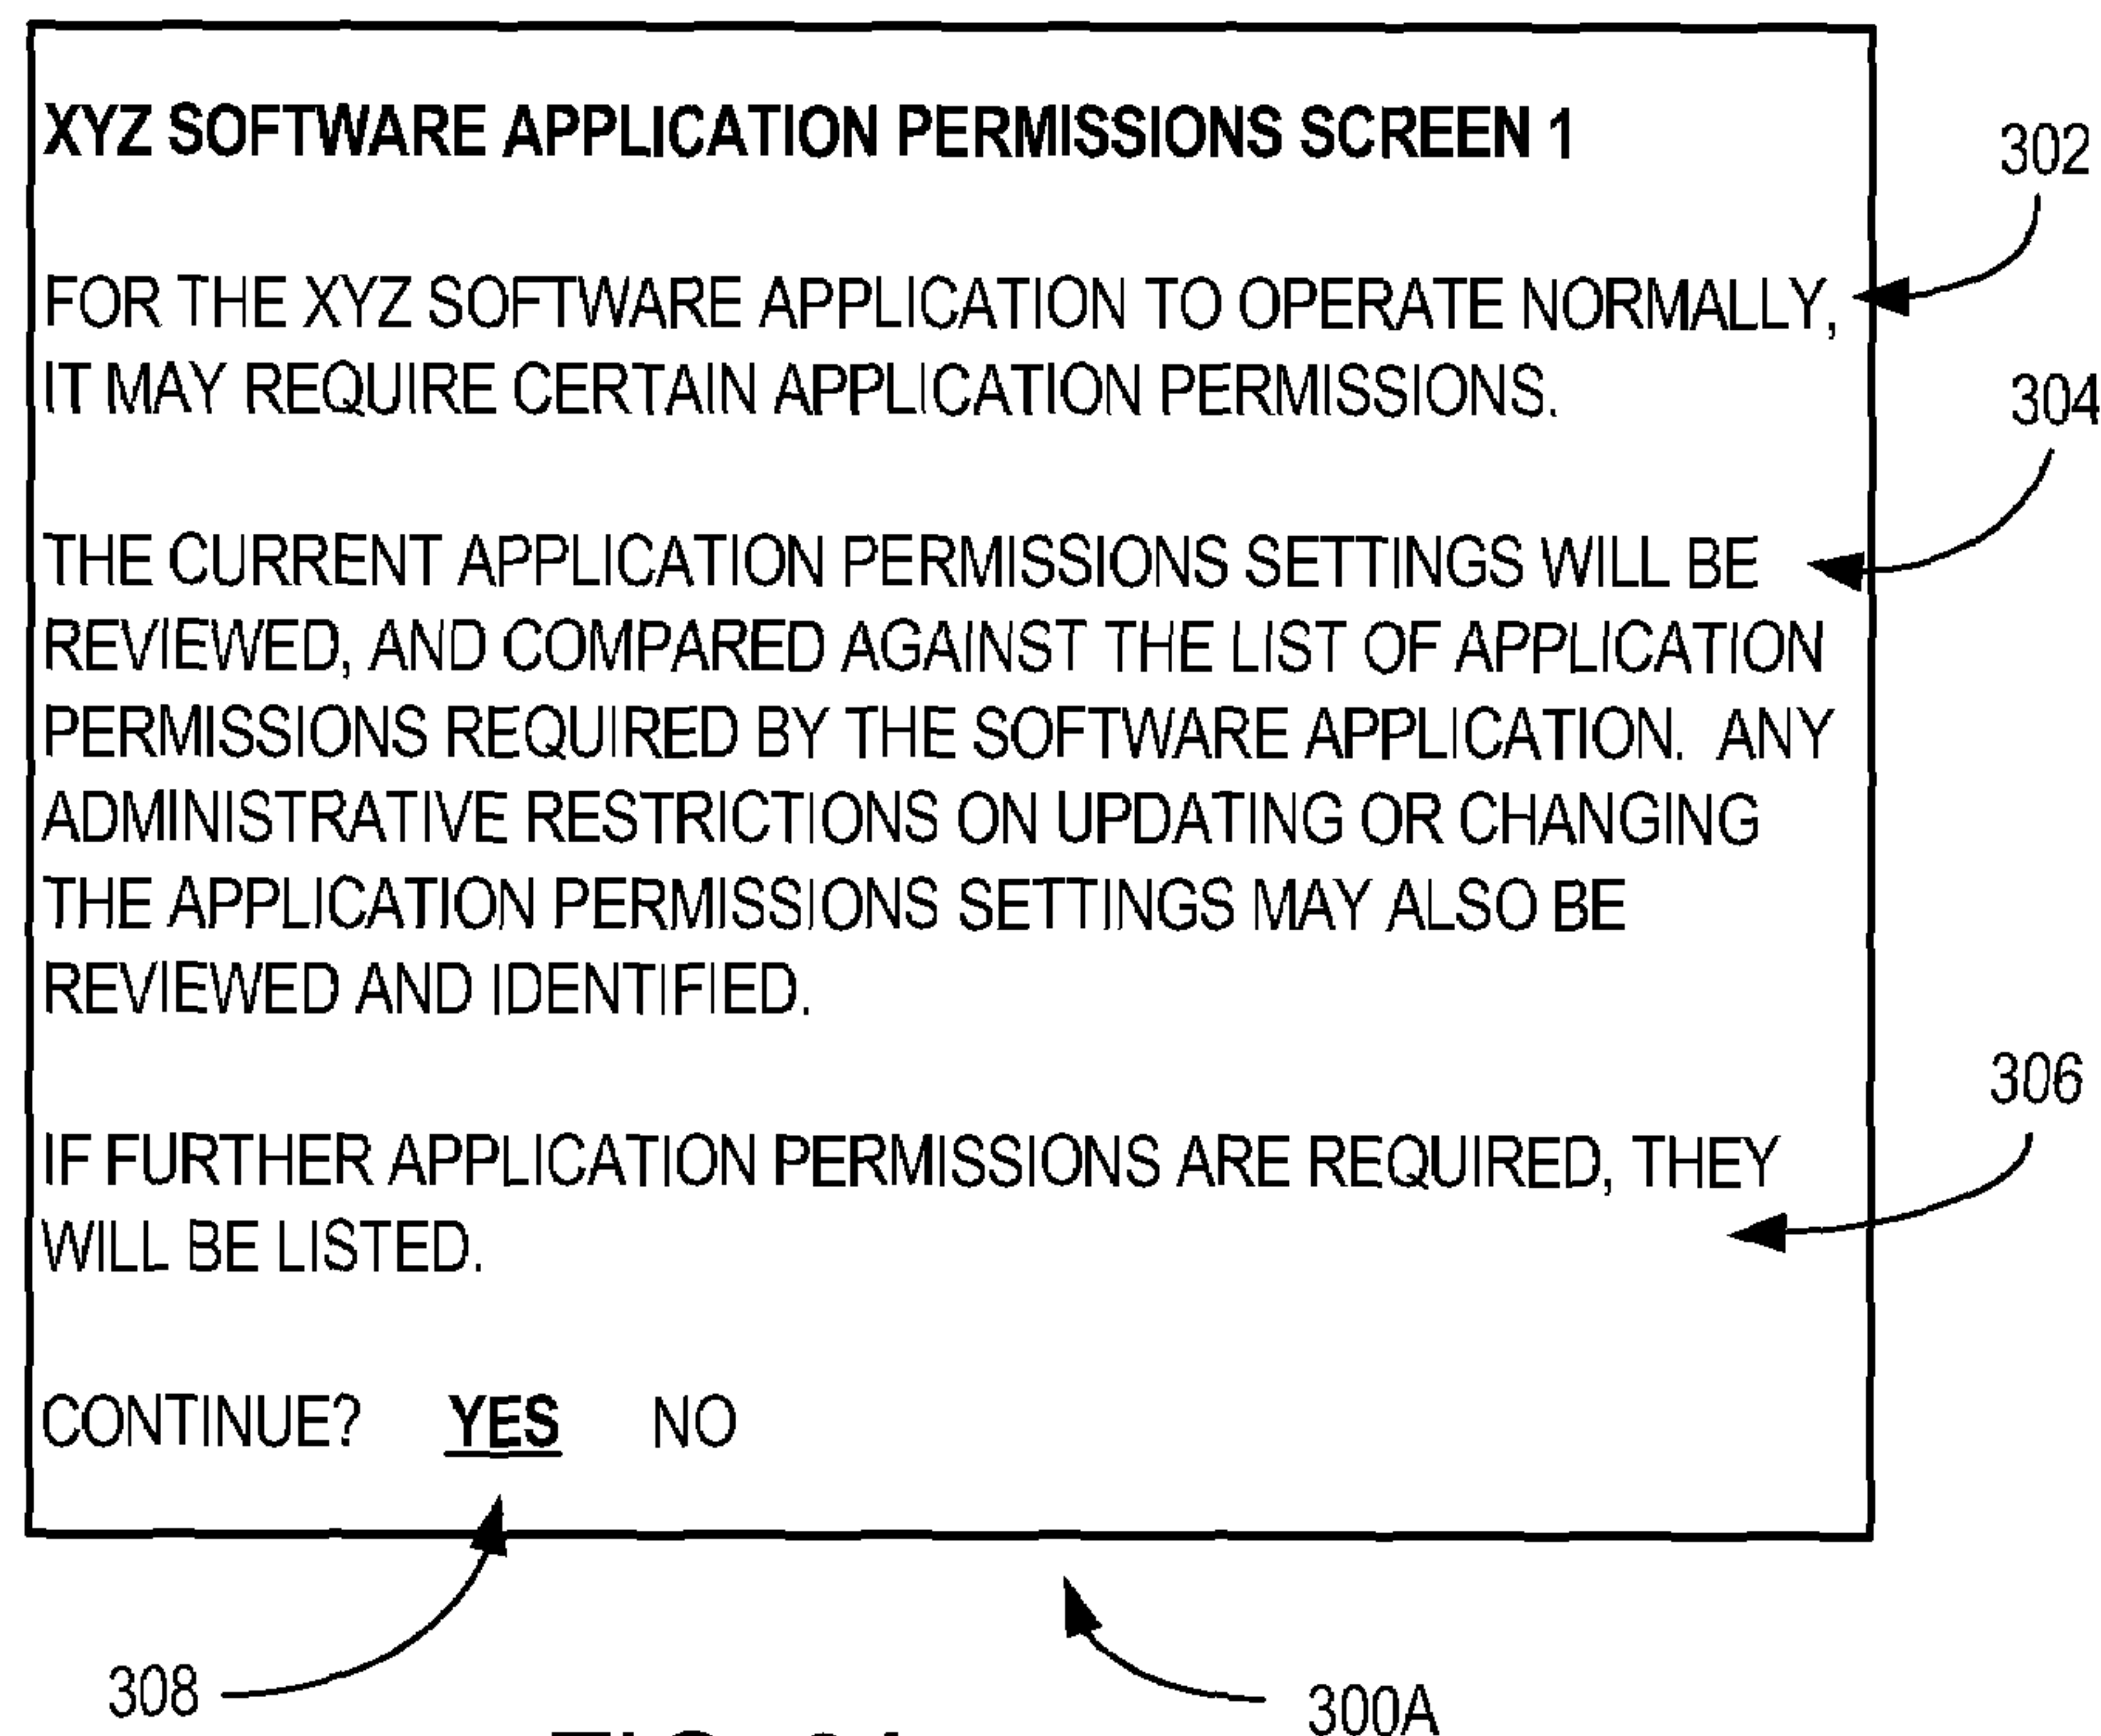 XYZ SOFTWARE APPLICATION PERMISSIONS SCREEN 1
302
FOR THE XYZ SOFTWARE APPLICATION TO OPERATE NORMALLY,
IT MAY REQUIRE CERTAIN APPLICATION PERMISSIONS.
304
THE CURRENT APPLICATION PERMISSIONS SETTINGS WILL BE
REVIEWED, AND COMPARED AGAINST THE LIST OF APPLICATION
PERMISSIONS REQUIRED BY THE SOFTWARE APPLICATION. ANY
ADMINISTRATIVE RESTRICTIONS ON UPDATING OR CHANGING
THE APPLICATION PERMISSIONS SETTINGS MAY ALSO BE
REVIEWED AND IDENTIFIED.
306
IF FURTHER APPLICATION PERMISSIONS ARE REQUIRED, THEY
WILL BE LISTED.
CONTINUE? YES NO
308
300A